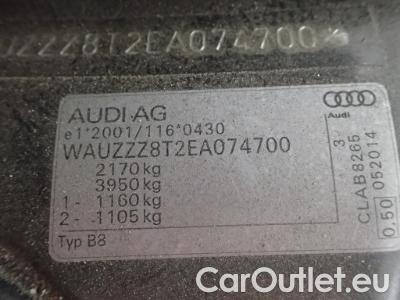 UZZZ8T2EA074700
Audi
AUDI AG
e1*2001/116*0430
WAUZZZ8T2EA074700
2170 kg
3950 kg
1- 1160 kg
2- 1105 kg
Typ B8
3
CLAB8265
0,50 052014
CarOutlet.eu